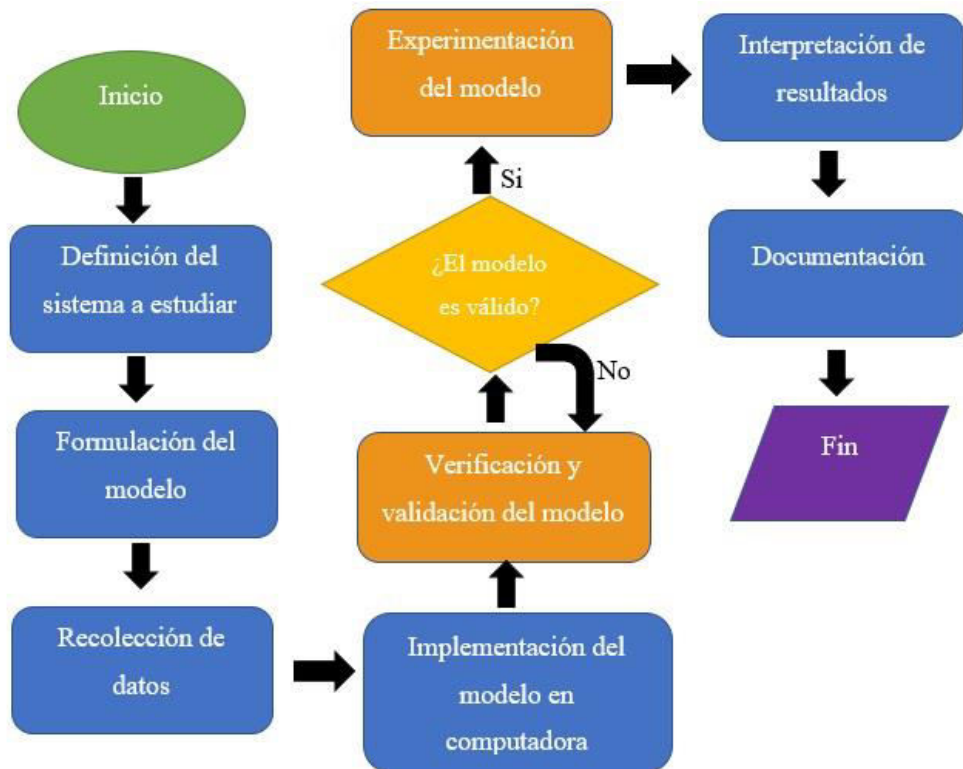 Inicio
Definición del
sistema a estudiar
Formulación del
modelo
Recolección de
datos
Implementación del
modelo en
computadora
Verificación y
validación del modelo
¿El modelo
es válido?
No
Si
Experimentación
del modelo
Interpretación de
resultados
Documentación
Fin